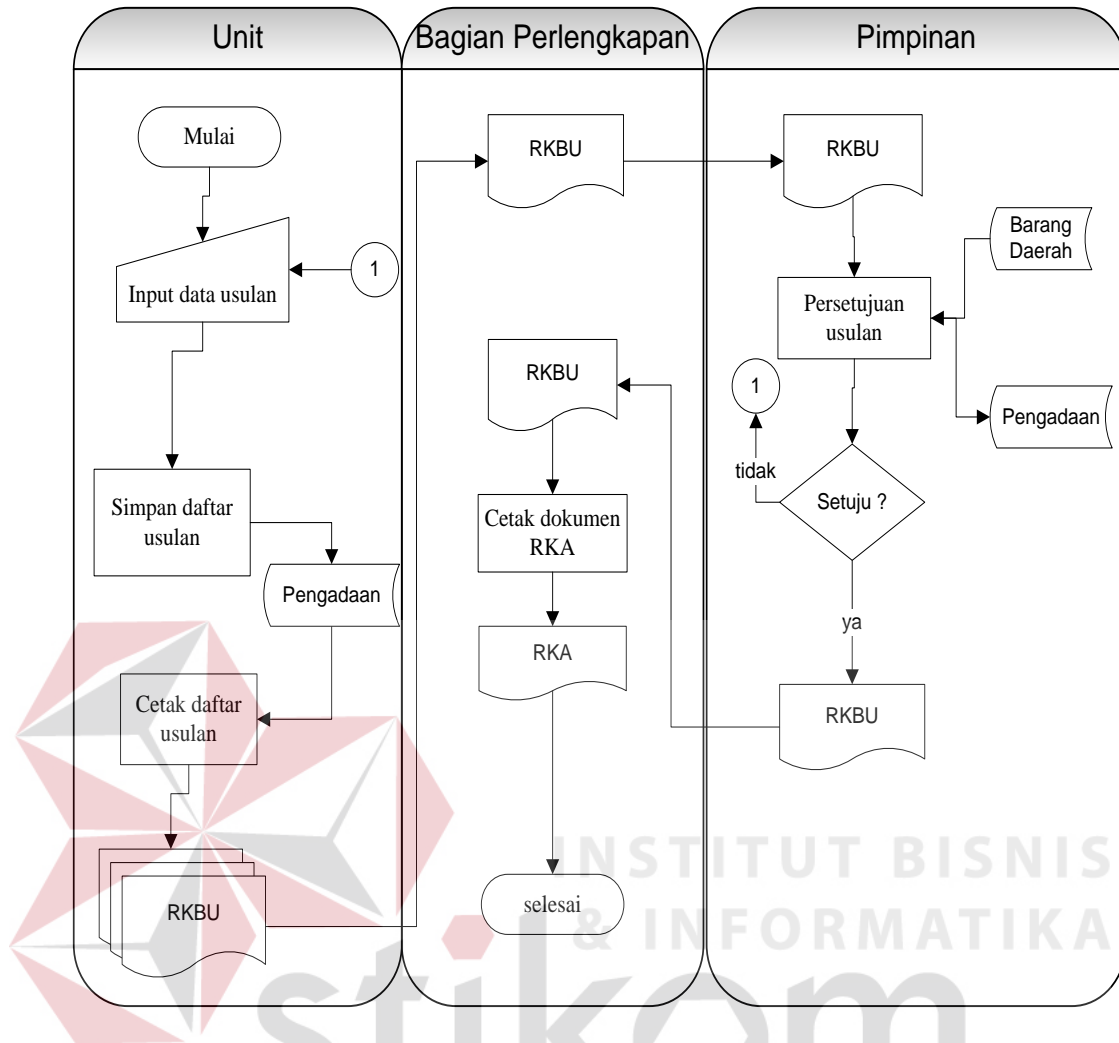 Unit
Bagian Perlengkapan
Pimpinan
Mulai
Input data usulan
1
Simpan daftar
usulan
Pengadaan
Cetak daftar
usulan
RKBU
RKBU
RKBU
Cetak dokumen
RKA
RKA
selesai
RKBU
Barang
Daerah
Persetujuan
usulan
Pengadaan
1
tidak
Setuju ?
ya
RKBU
INSTITUT BISNIS
& INFORMATIKA
stikom